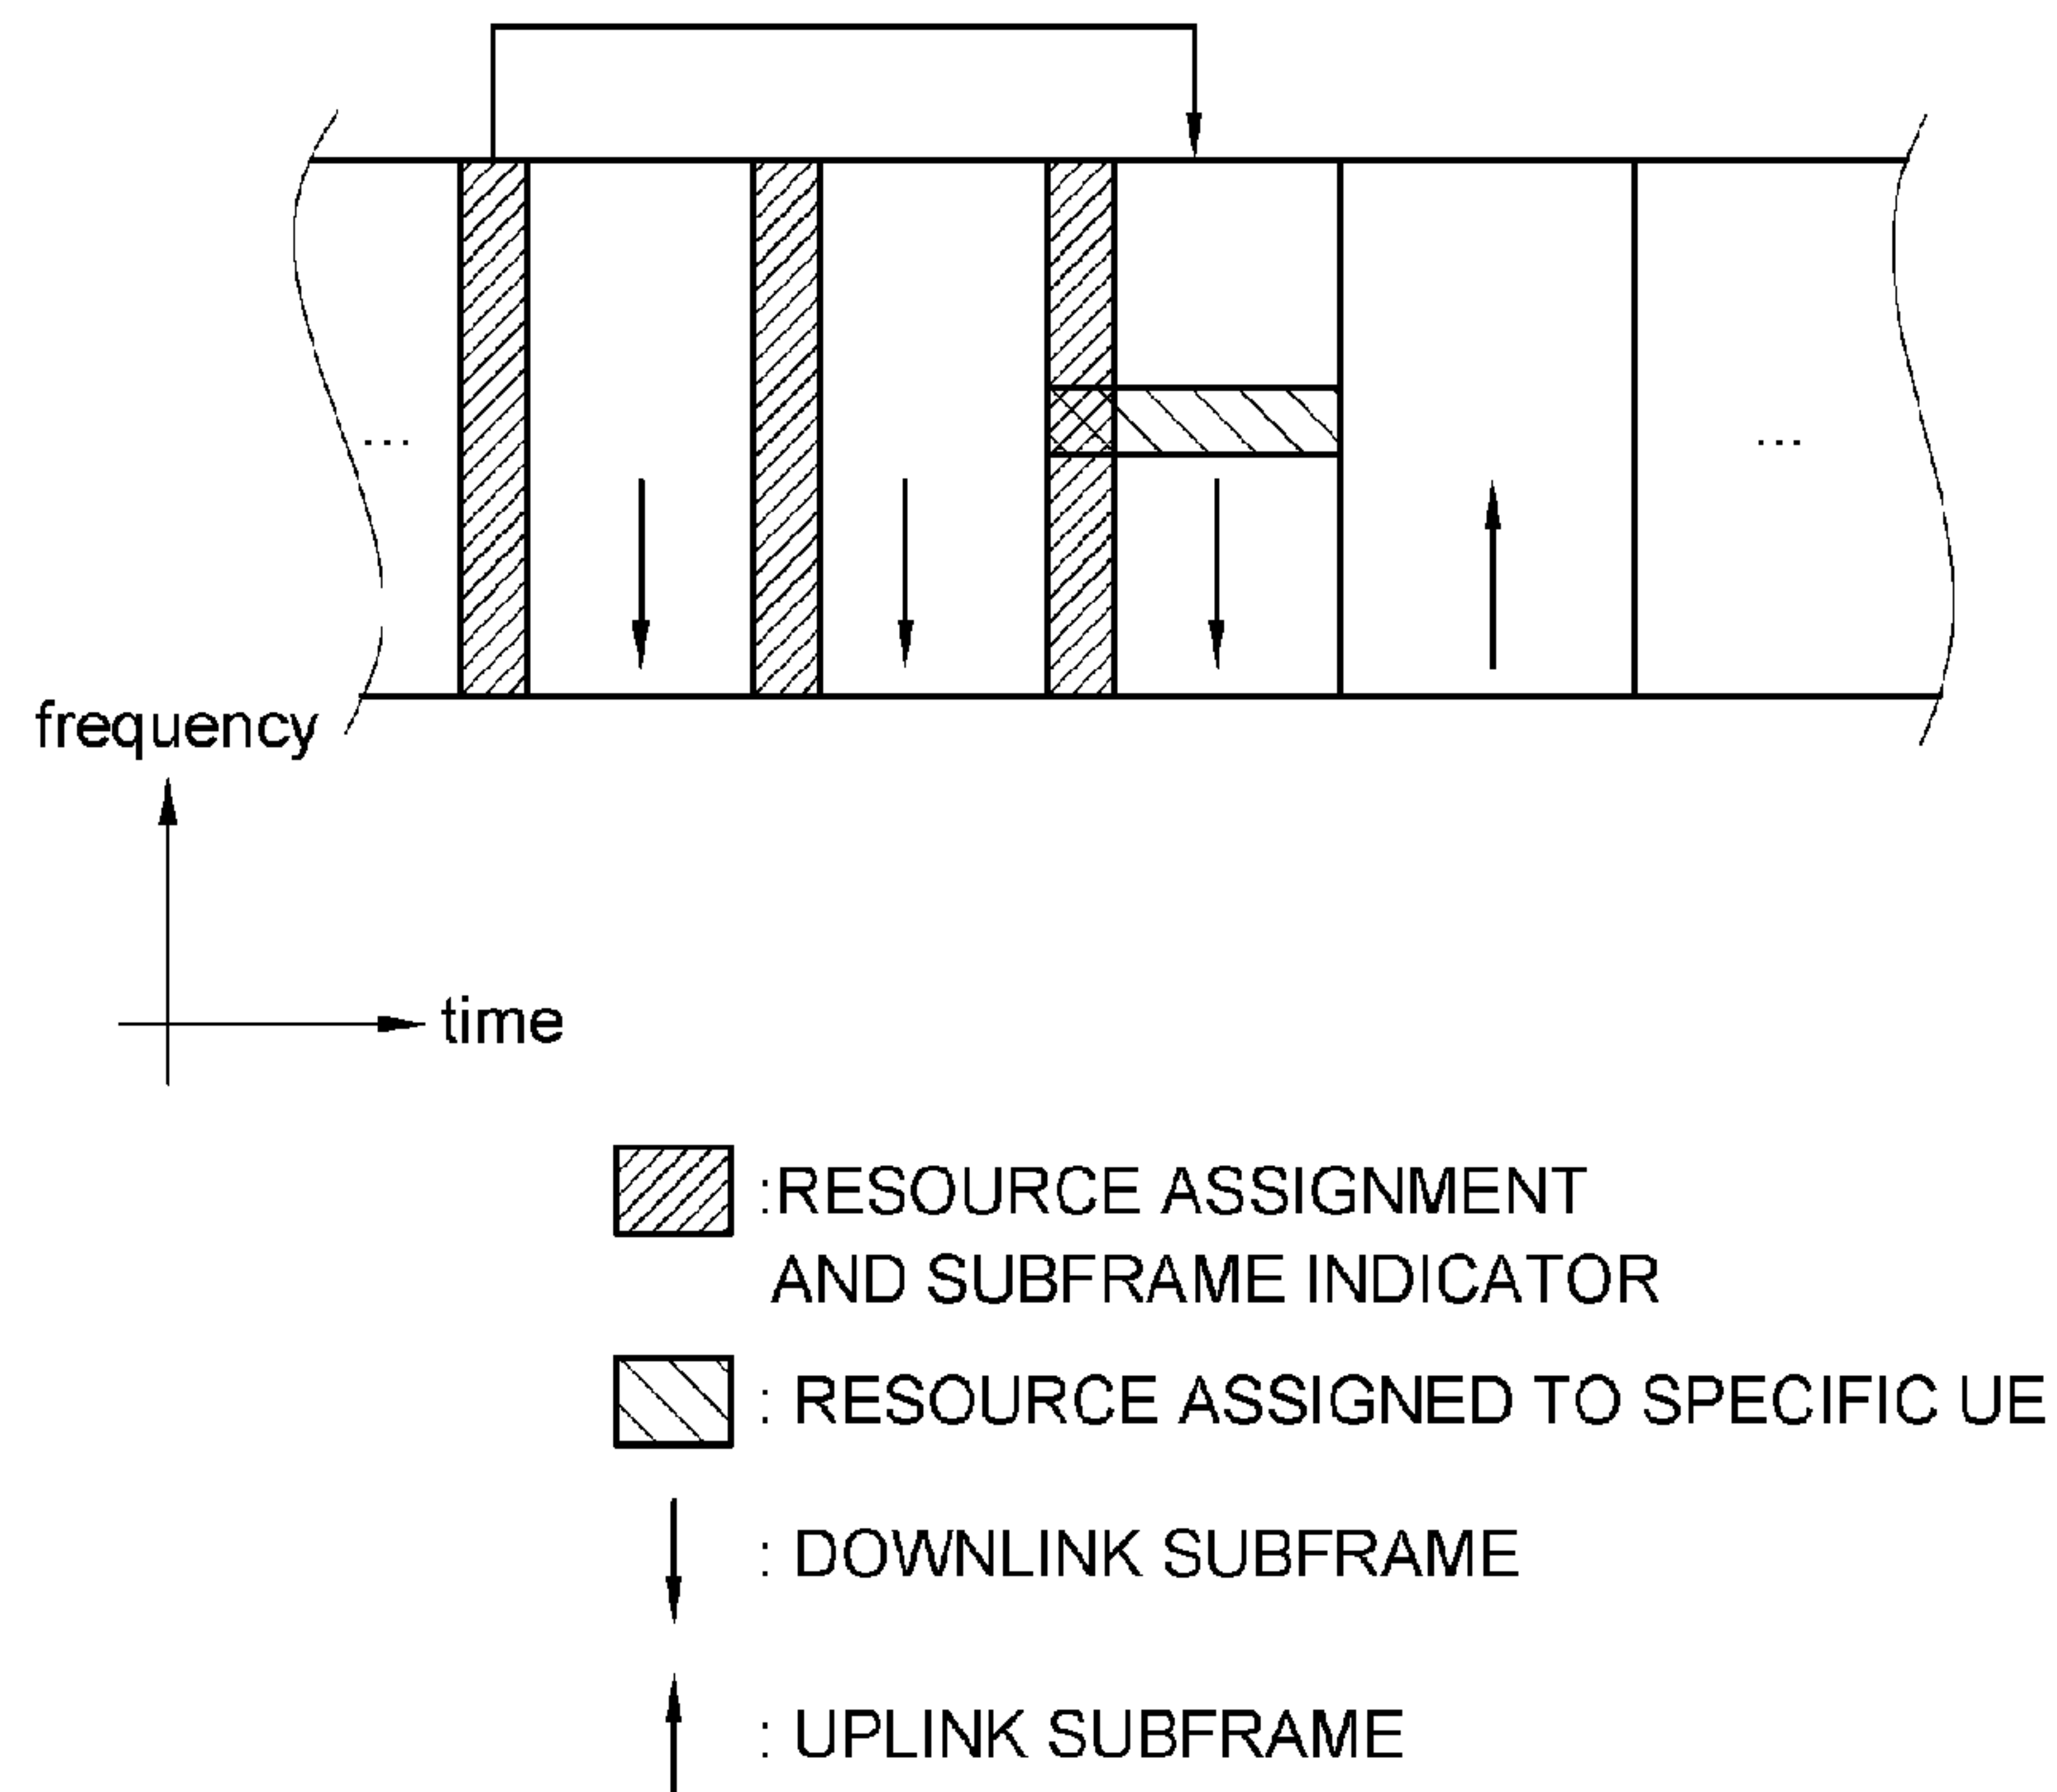 ...
...
frequency
time
:RESOURCE ASSIGNMENT
AND SUBFRAME INDICATOR
: RESOURCE ASSIGNED TO SPECIFIC UE
: DOWNLINK SUBFRAME
: UPLINK SUBFRAME